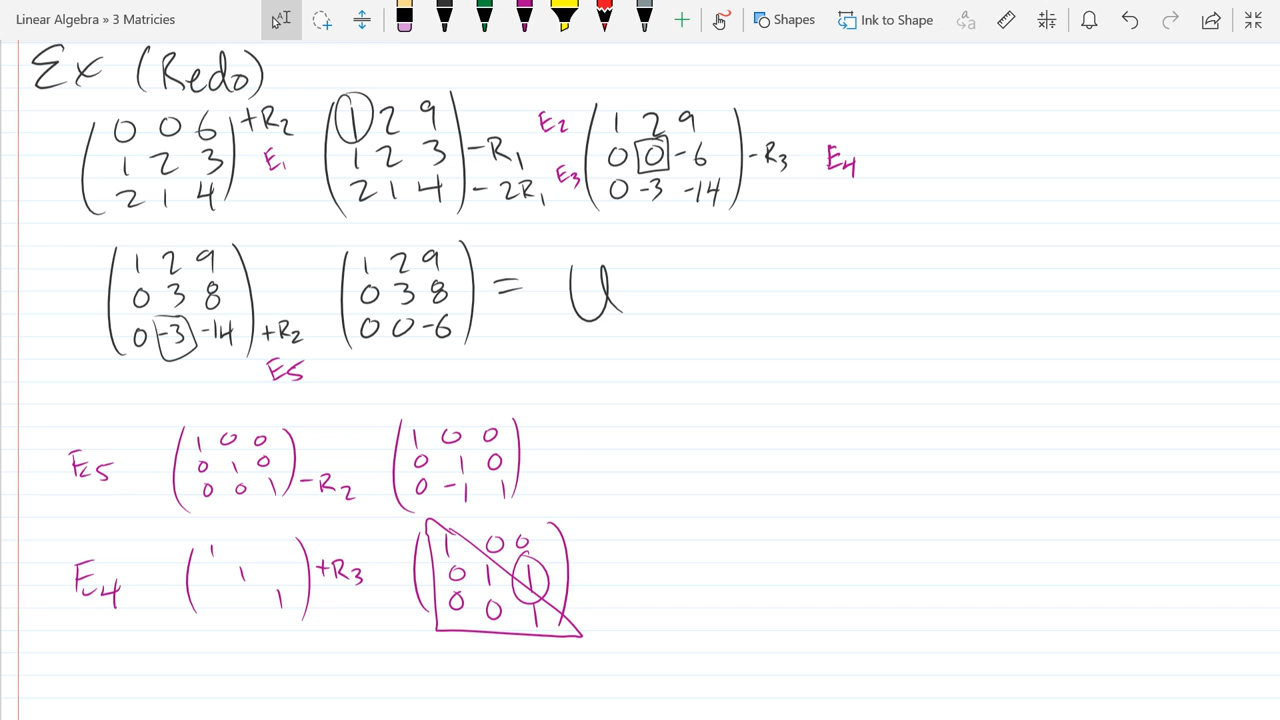 Linear Algebra » 3 Matricies
Shapes
Ink to Shape
Ex (Redo)
0 0 6 +R2 1 2 9 E2 1 2 9
1 2 3 E1 1 2 3 -R1 0 0 -6 -R3 E4
2 1 4 2 1 4 -2R1 E3 0 -3 -14
1 2 9 1 2 9
0 3 8 0 3 8 = U
0 -3 -14 +R2 0 0 -6
E5
1 0 0 1 0 0
E5 0 1 0 0 1 0
0 0 1 -R2 0 -1 1
1 1 0 0
E4 1 +R3 0 1 1
1 0 0 1